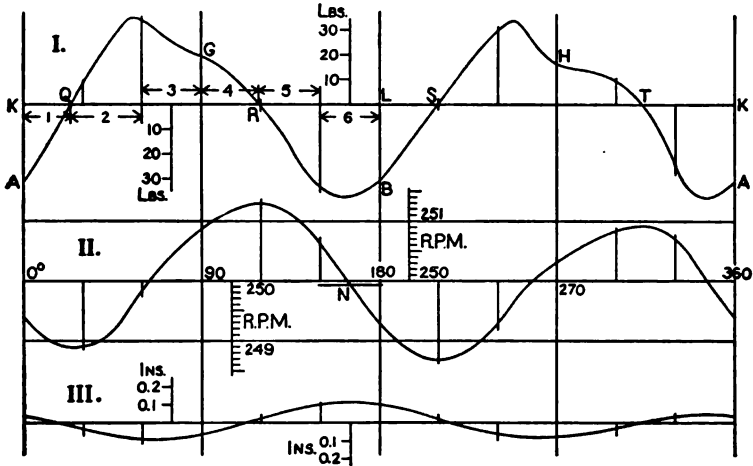 I.
LBS.
30
20
10
G
H
K Q L S T K
1 2 3 4 5 6
R
10
20
30
LBS.
A B A
II.
251
R.P.M.
250
0° 90 180 270 360
250
R.P.M.
249
N
III.
INS.
0.2
0.1
INS. 0.1
0.2